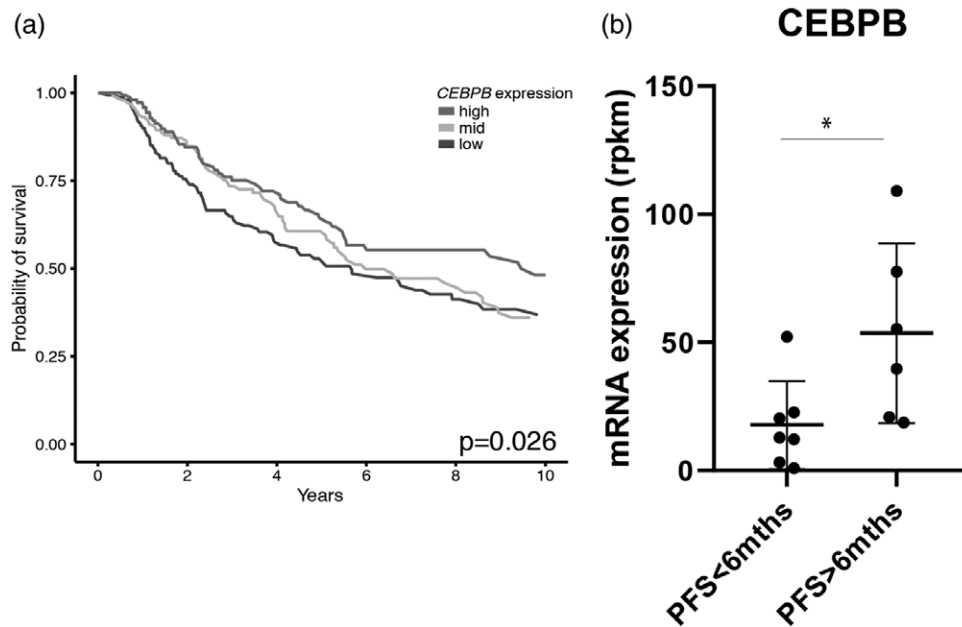 (a)
CEBPB expression
high
mid
low
1.00
0.75
0.50
0.25
0.00
Probability of survival
p=0.026
0 2 4 6 8 10
Years
(b)
CEBPB
150
100
50
0
mRNA expression (rpkm)
*
PFS<6mths
PFS>6mths